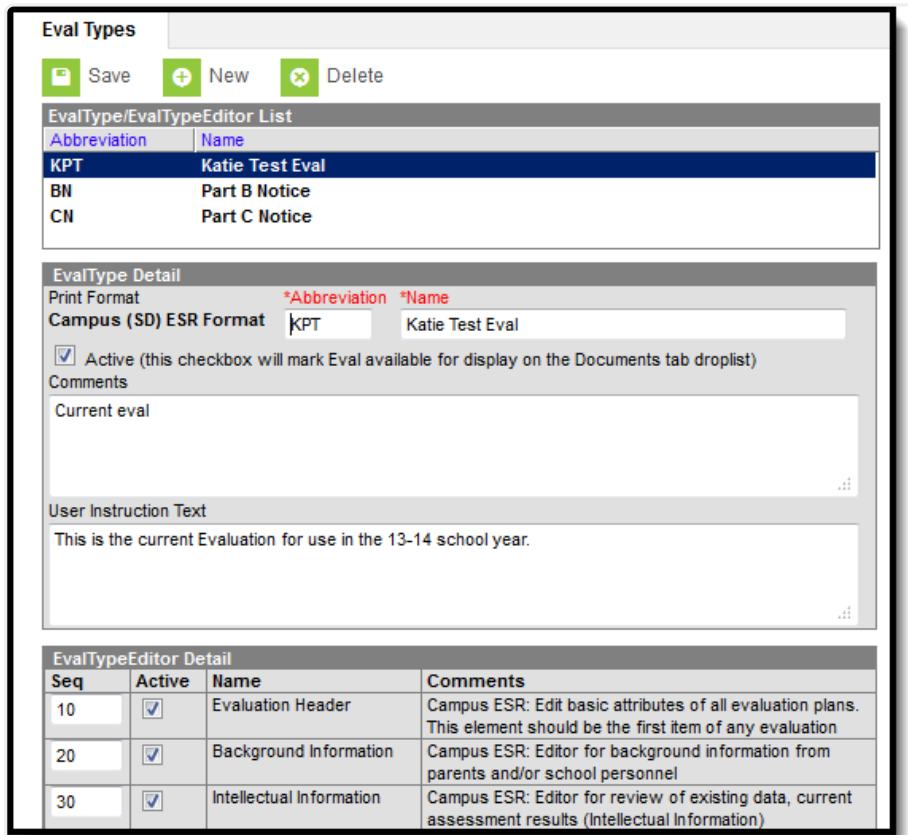 Eval Types
Save New Delete
EvalType/EvalTypeEditor List
Abbreviation Name
KPT Katie Test Eval
BN Part B Notice
CN Part C Notice
EvalType Detail
Print Format *Abbreviation *Name
Campus (SD) ESR Format KPT Katie Test Eval
Active (this checkbox will mark Eval available for display on the Documents tab droplist)
Comments
Current eval
User Instruction Text
This is the current Evaluation for use in the 13-14 school year.
EvalTypeEditor Detail
Seq Active Name Comments
10 Evaluation Header Campus ESR: Edit basic attributes of all evaluation plans.
This element should be the first item of any evaluation
20 Background Information Campus ESR: Editor for background information from
parents and/or school personnel
30 Intellectual Information Campus ESR: Editor for review of existing data, current
assessment results (Intellectual Information)